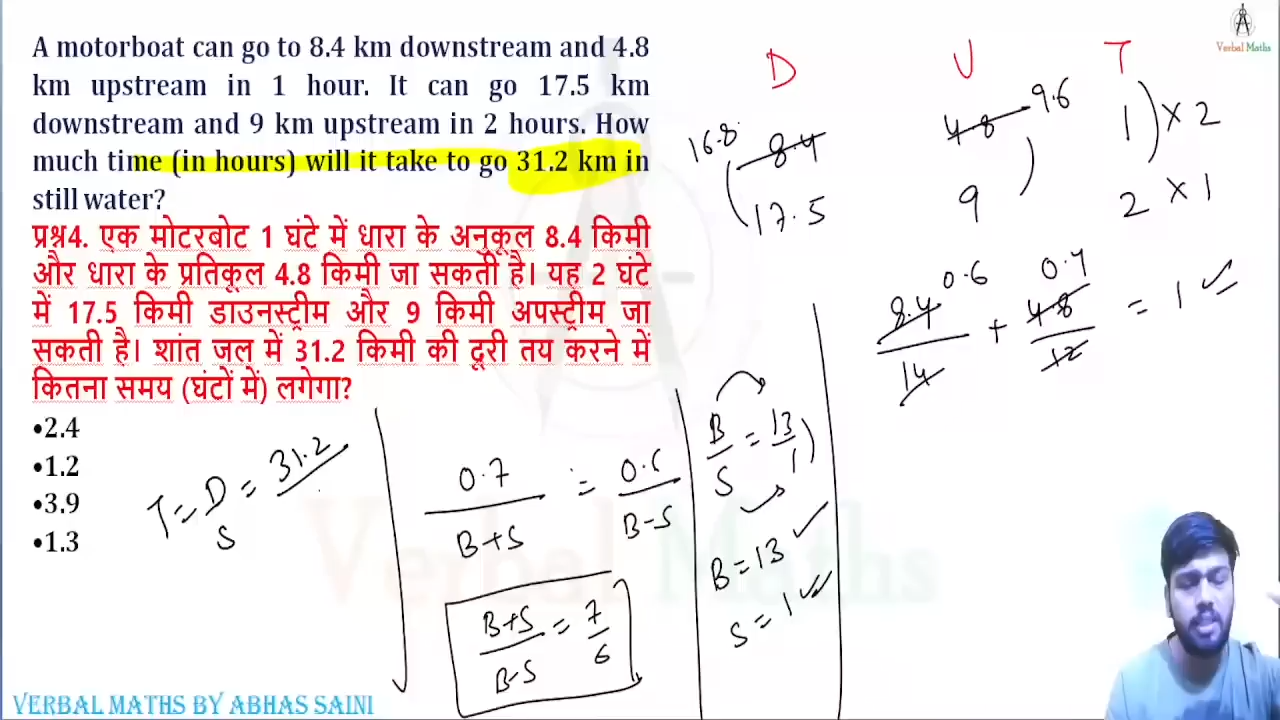 A motorboat can go to 8.4 km downstream and 4.8
km upstream in 1 hour. It can go 17.5 km
downstream and 9 km upstream in 2 hours. How
much time (in hours) will it take to go 31.2 km in
still water?
प्रश्न4. एक मोटरबोट 1 घंटे में धारा के अनुकूल 8.4 किमी
और धारा के प्रतिकूल 4.8 किमी जा सकती है। यह 2 घंटे
में 17.5 किमी डाउनस्ट्रीम और 9 किमी अपस्ट्रीम जा
सकती है। शांत जल में 31.2 किमी की दूरी तय करने में
कितना समय (घंटों में) लगेगा?
•2.4
•1.2
•3.9
•1.3
T = D/S = 31.2
0.7/B+S = 0.6/B-S
B+S/B-S = 7/6
B/S = 13/1)
B = 13 ✓
S = 1 ✓✓
D U T
16.8 8.4 4.8 9.6 1 ) × 2
( 17.5 9 ) 2 × 1
0.6 0.4
8.4/14 + 4.8/12 = 1 ✓
Verbal Maths
Verbal Maths
VERBAL MATHS BY ABHAS SAINI